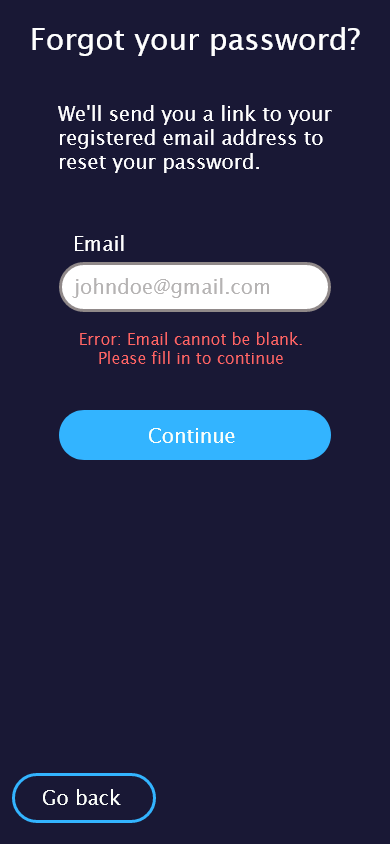 Forgot your password?
We'll send you a link to your
registered email address to
reset your password.
Email
johndoe@gmail.com
Error: Email cannot be blank.
Please fill in to continue
Continue
Go back